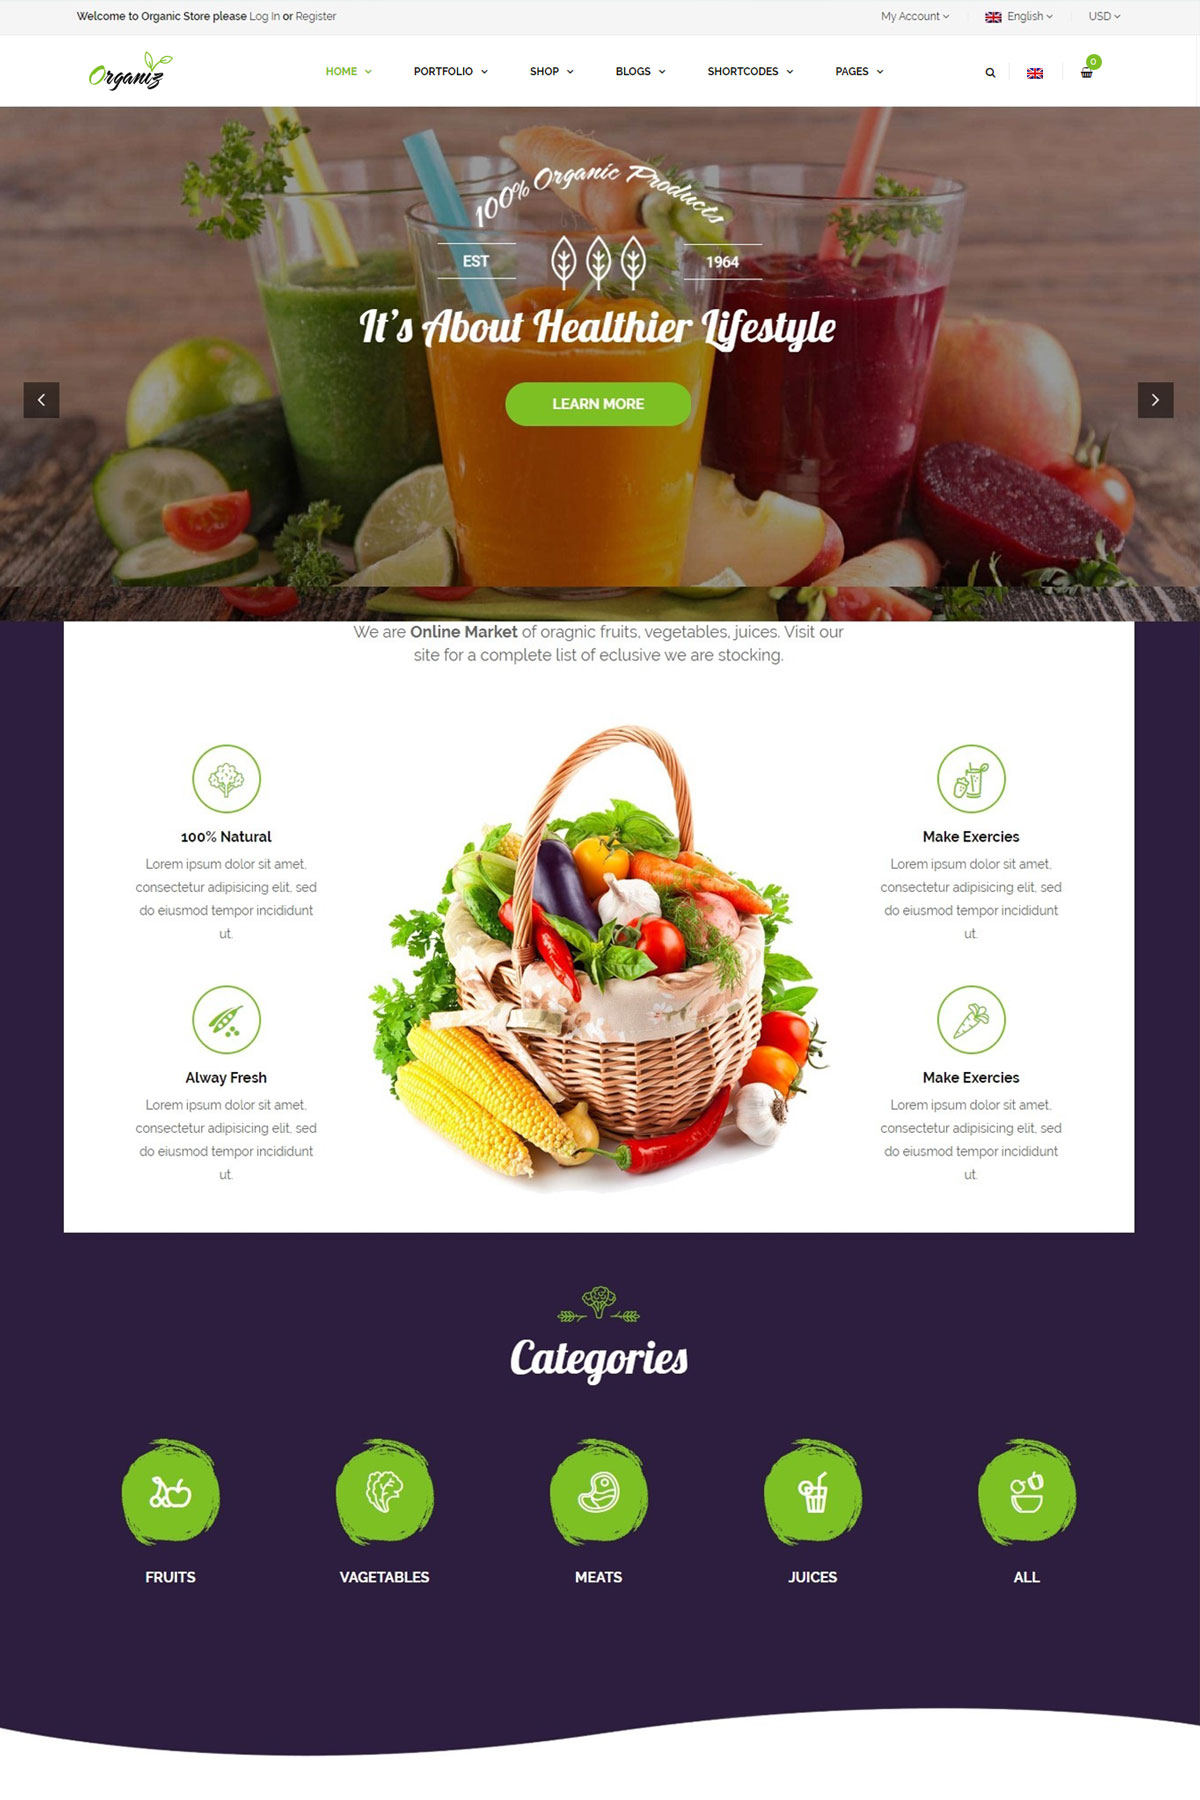 Welcome to Organic Store please Log In or Register
My Account
English
USD
Organiz
HOME
PORTFOLIO
SHOP
BLOGS
SHORTCODES
PAGES
0
100% Organic Products
EST
1964
It's About Healthier Lifestyle
LEARN MORE
We are Online Market of oragnic fruits, vegetables, juices. Visit our
site for a complete list of eclusive we are stocking.
100% Natural
Lorem ipsum dolor sit amet,
consectetur adipisicing elit, sed
do eiusmod tempor incididunt
ut.
Make Exercies
Lorem ipsum dolor sit amet,
consectetur adipisicing elit, sed
do eiusmod tempor incididunt
ut.
Alway Fresh
Lorem ipsum dolor sit amet,
consectetur adipisicing elit, sed
do eiusmod tempor incididunt
ut.
Make Exercies
Lorem ipsum dolor sit amet,
consectetur adipisicing elit, sed
do eiusmod tempor incididunt
ut.
Categories
FRUITS
VAGETABLES
MEATS
JUICES
ALL